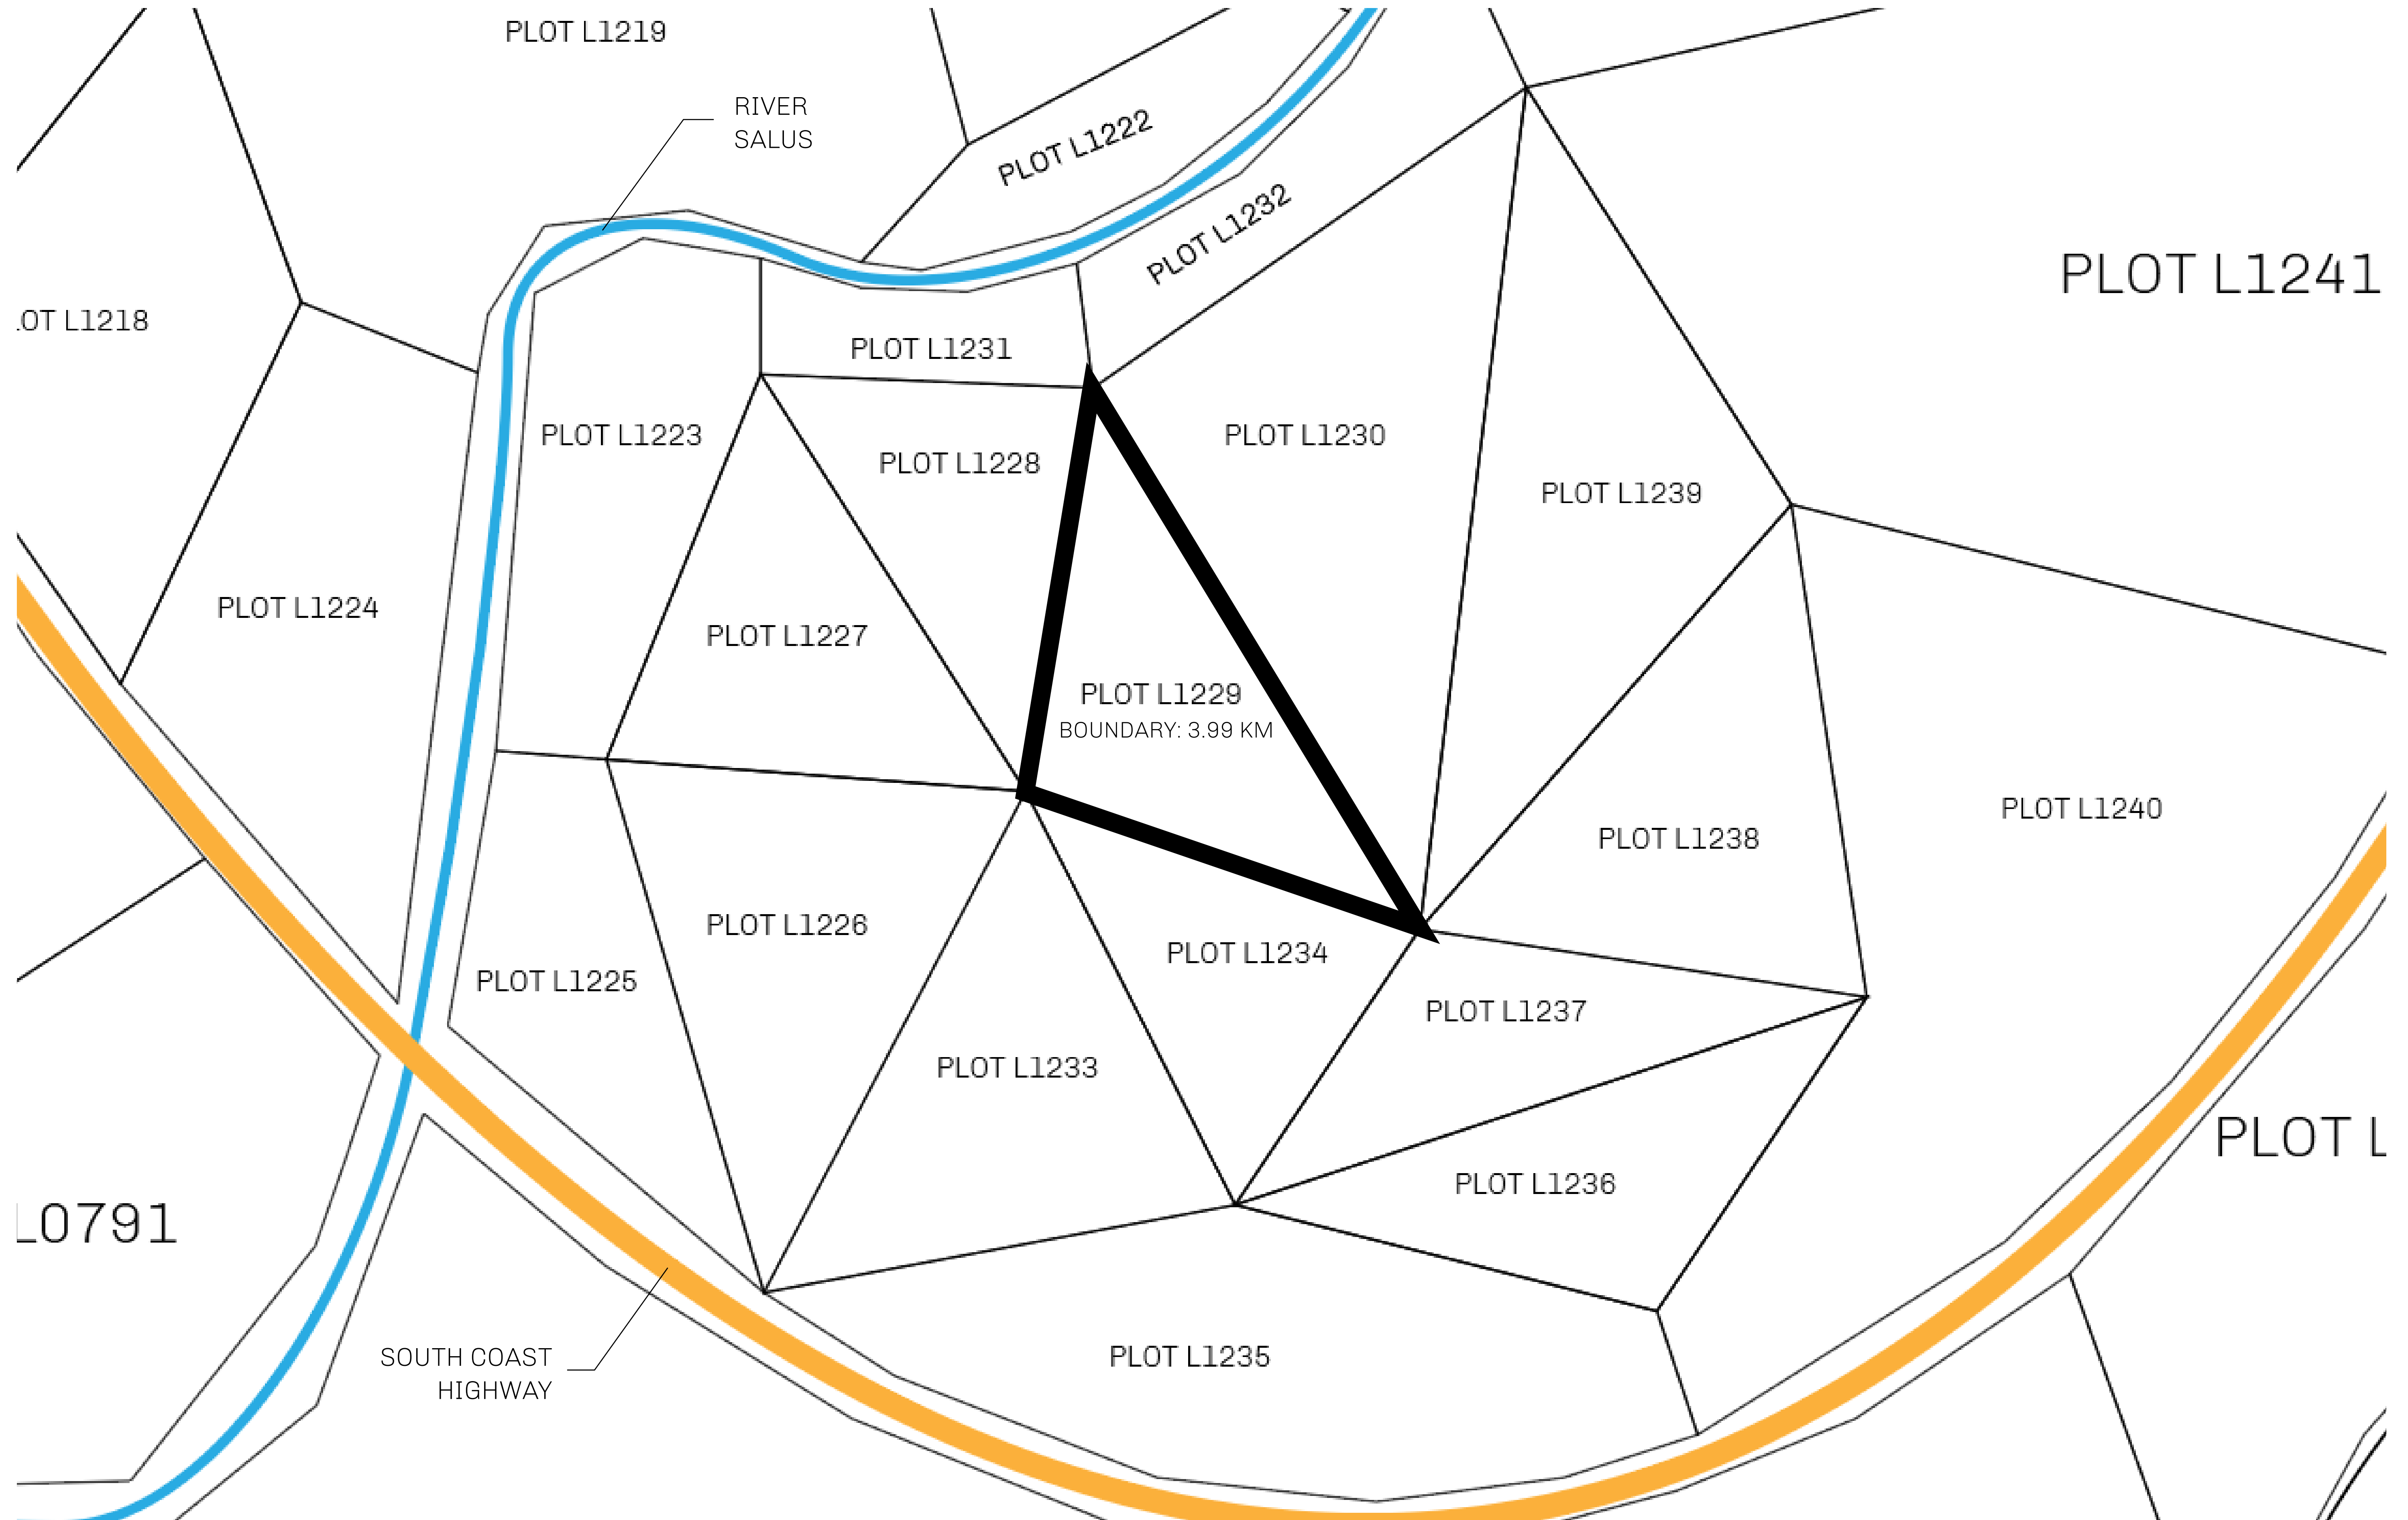 PLOT L1219
RIVER
SALUS
PLOT L1222
PLOT L1232
PLOT L1241
OT L1218
PLOT L1231
PLOT L1223
PLOT L1228
PLOT L1230
PLOT L1239
PLOT L1224
PLOT L1227
PLOT L1229
BOUNDARY: 3.99 KM
PLOT L1240
PLOT L1238
PLOT L1226
PLOT L1234
PLOT L1225
PLOT L1237
PLOT L1233
PLOT L
PLOT L1236
L0791
SOUTH COAST
HIGHWAY
PLOT L1235